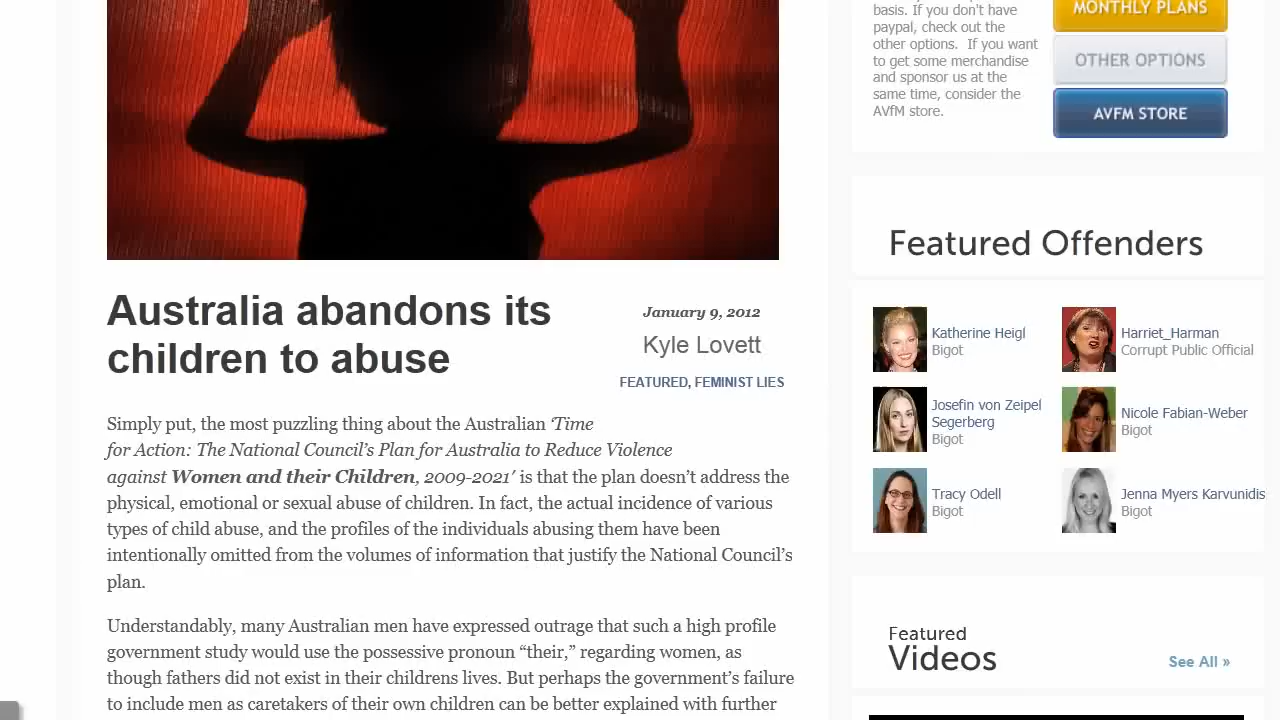 Australia abandons its
children to abuse
January 9, 2012
Kyle Lovett
FEATURED, FEMINIST LIES
Simply put, the most puzzling thing about the Australian ‘Time
for Action: The National Council’s Plan for Australia to Reduce Violence
against Women and their Children, 2009-2021′ is that the plan doesn’t address the
physical, emotional or sexual abuse of children. In fact, the actual incidence of various
types of child abuse, and the profiles of the individuals abusing them have been
intentionally omitted from the volumes of information that justify the National Council’s
plan.
Understandably, many Australian men have expressed outrage that such a high profile
government study would use the possessive pronoun “their,” regarding women, as
though fathers did not exist in their childrens lives. But perhaps the government’s failure
to include men as caretakers of their own children can be better explained with further
basis. If you don't have
paypal, check out the
other options. If you want
to get some merchandise
and sponsor us at the
same time, consider the
AVfM store.
MONTHLY PLANS
OTHER OPTIONS
AVFM STORE
Featured Offenders
Katherine Heigl
Bigot
Harriet_Harman
Corrupt Public Official
Josefin von Zeipel
Segerberg
Bigot
Nicole Fabian-Weber
Bigot
Tracy Odell
Bigot
Jenna Myers Karvunidis
Bigot
Featured
Videos
See All »